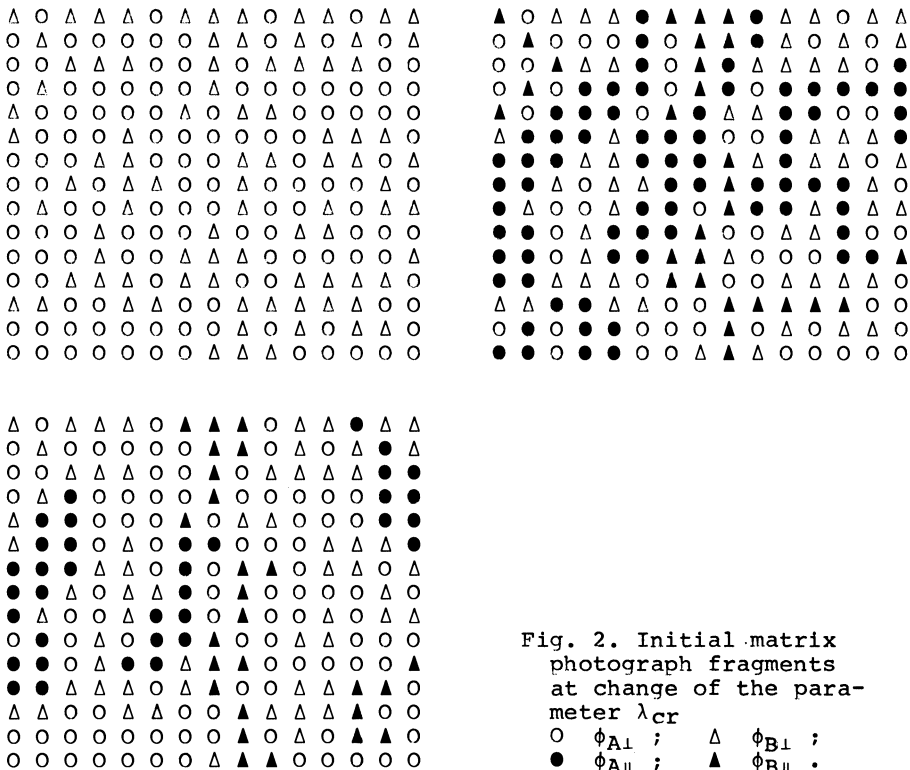 Fig. 2. Initial matrix
photograph fragments
at change of the para-
meter λcr
○ ϕA⊥ ; △ ϕB⊥ ;
● ϕA∥ ; ▲ ϕB∥ .